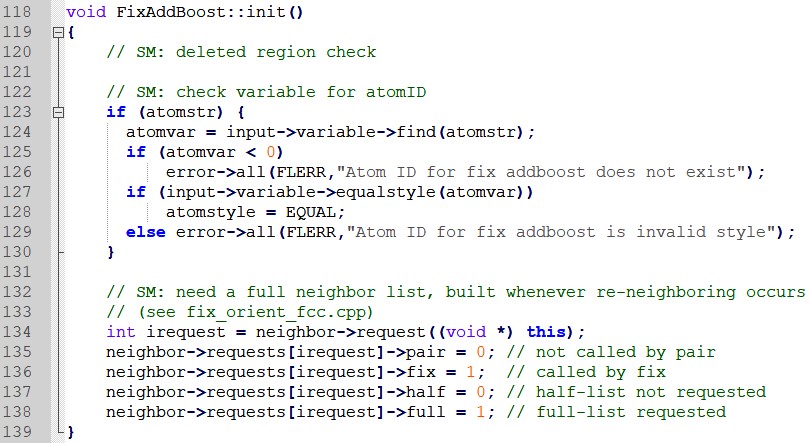 118 void FixAddBoost::init()
119 {
120 // SM: deleted region check
121
122 // SM: check variable for atomID
123 if (atomstr) {
124 atomvar = input->variable->find(atomstr);
125 if (atomvar < 0)
126 error->all(FLERR,"Atom ID for fix addboost does not exist");
127 if (input->variable->equalstyle(atomvar))
128 atomstyle = EQUAL;
129 else error->all(FLERR,"Atom ID for fix addboost is invalid style");
130 }
131
132 // SM: need a full neighbor list, built whenever re-neighboring occurs
133 // (see fix_orient_fcc.cpp)
134 int irequest = neighbor->request((void *) this);
135 neighbor->requests[irequest]->pair = 0; // not called by pair
136 neighbor->requests[irequest]->fix = 1; // called by fix
137 neighbor->requests[irequest]->half = 0; // half-list not requested
138 neighbor->requests[irequest]->full = 1; // full-list requested
139 }